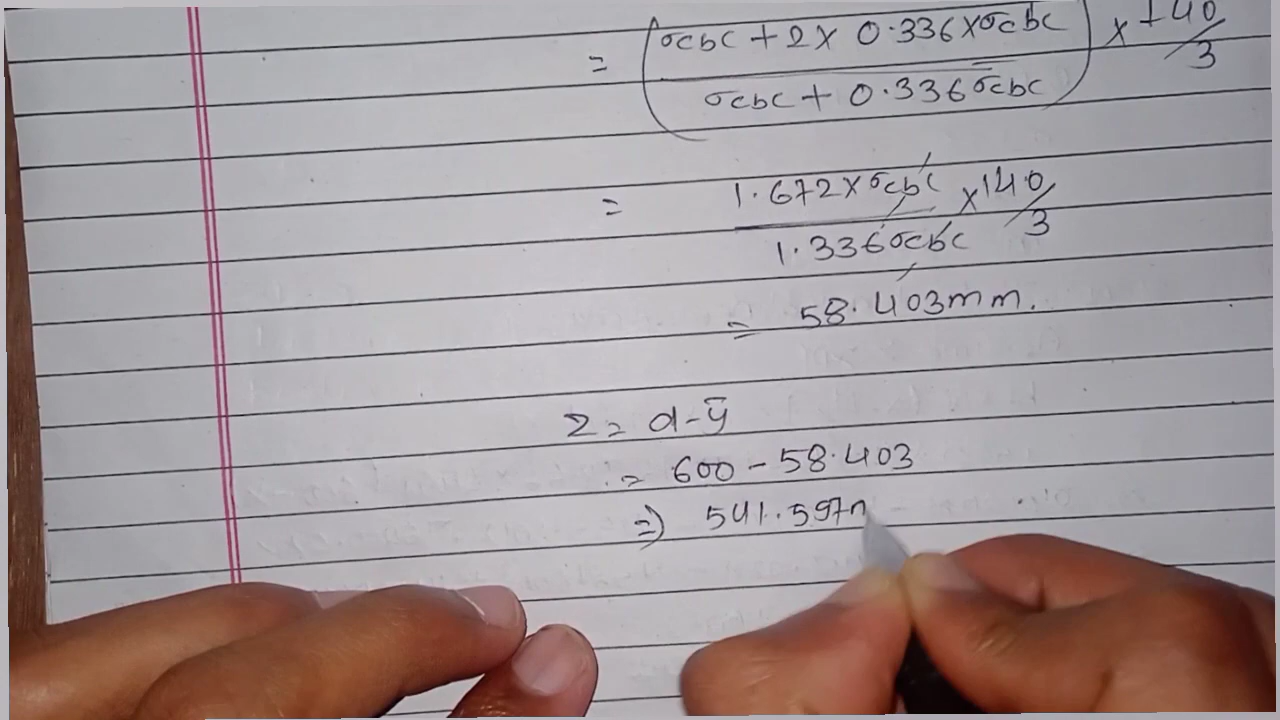 = (σcbc + 2 × 0.336 × σcbc / σcbc + 0.336 σcbc) × 140/3
= 1.672 × σcbc / 1.336 σcbc × 140/3
= 58.403 mm.
Z = d - ȳ
= 600 - 58.403
=> 541.597